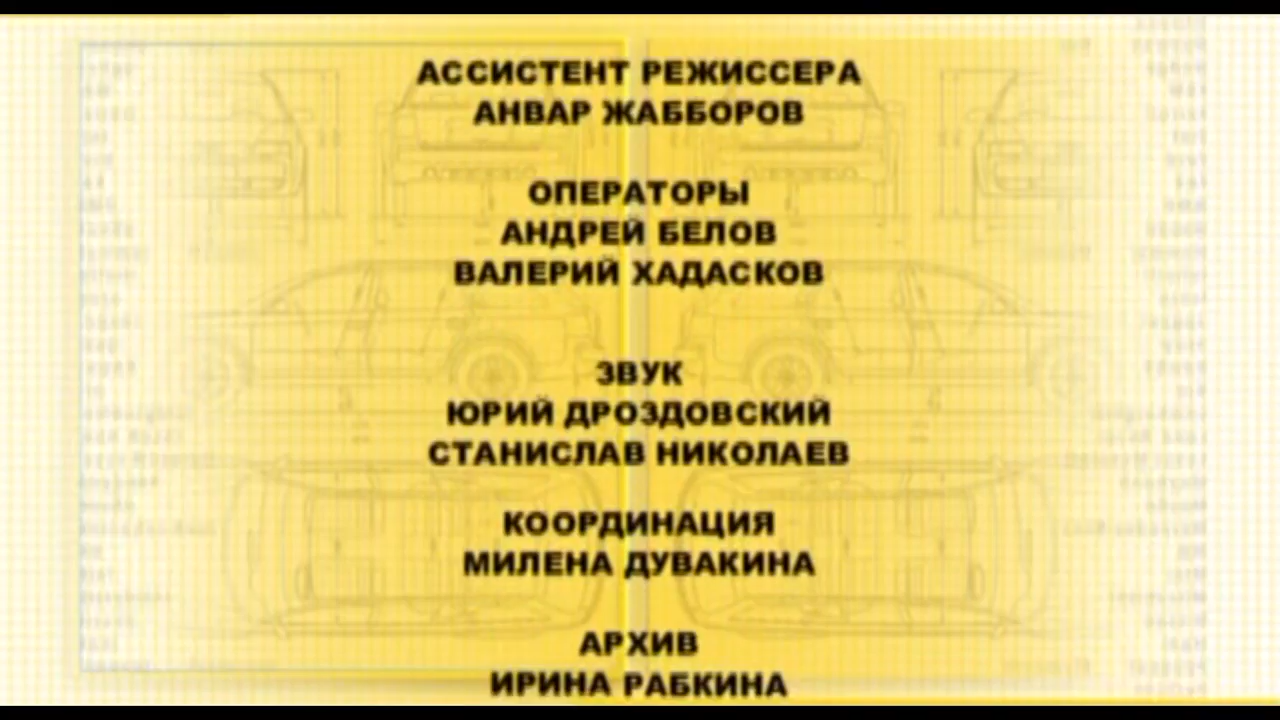 АССИСТЕНТ РЕЖИССЕРА
АНВАР ЖАББОРОВ
ОПЕРАТОРЫ
АНДРЕЙ БЕЛОВ
ВАЛЕРИЙ ХАДАСКОВ
ЗВУК
ЮРИЙ ДРОЗДОВСКИЙ
СТАНИСЛАВ НИКОЛАЕВ
КООРДИНАЦИЯ
МИЛЕНА ДУВАКИНА
АРХИВ
ИРИНА РАБКИНА